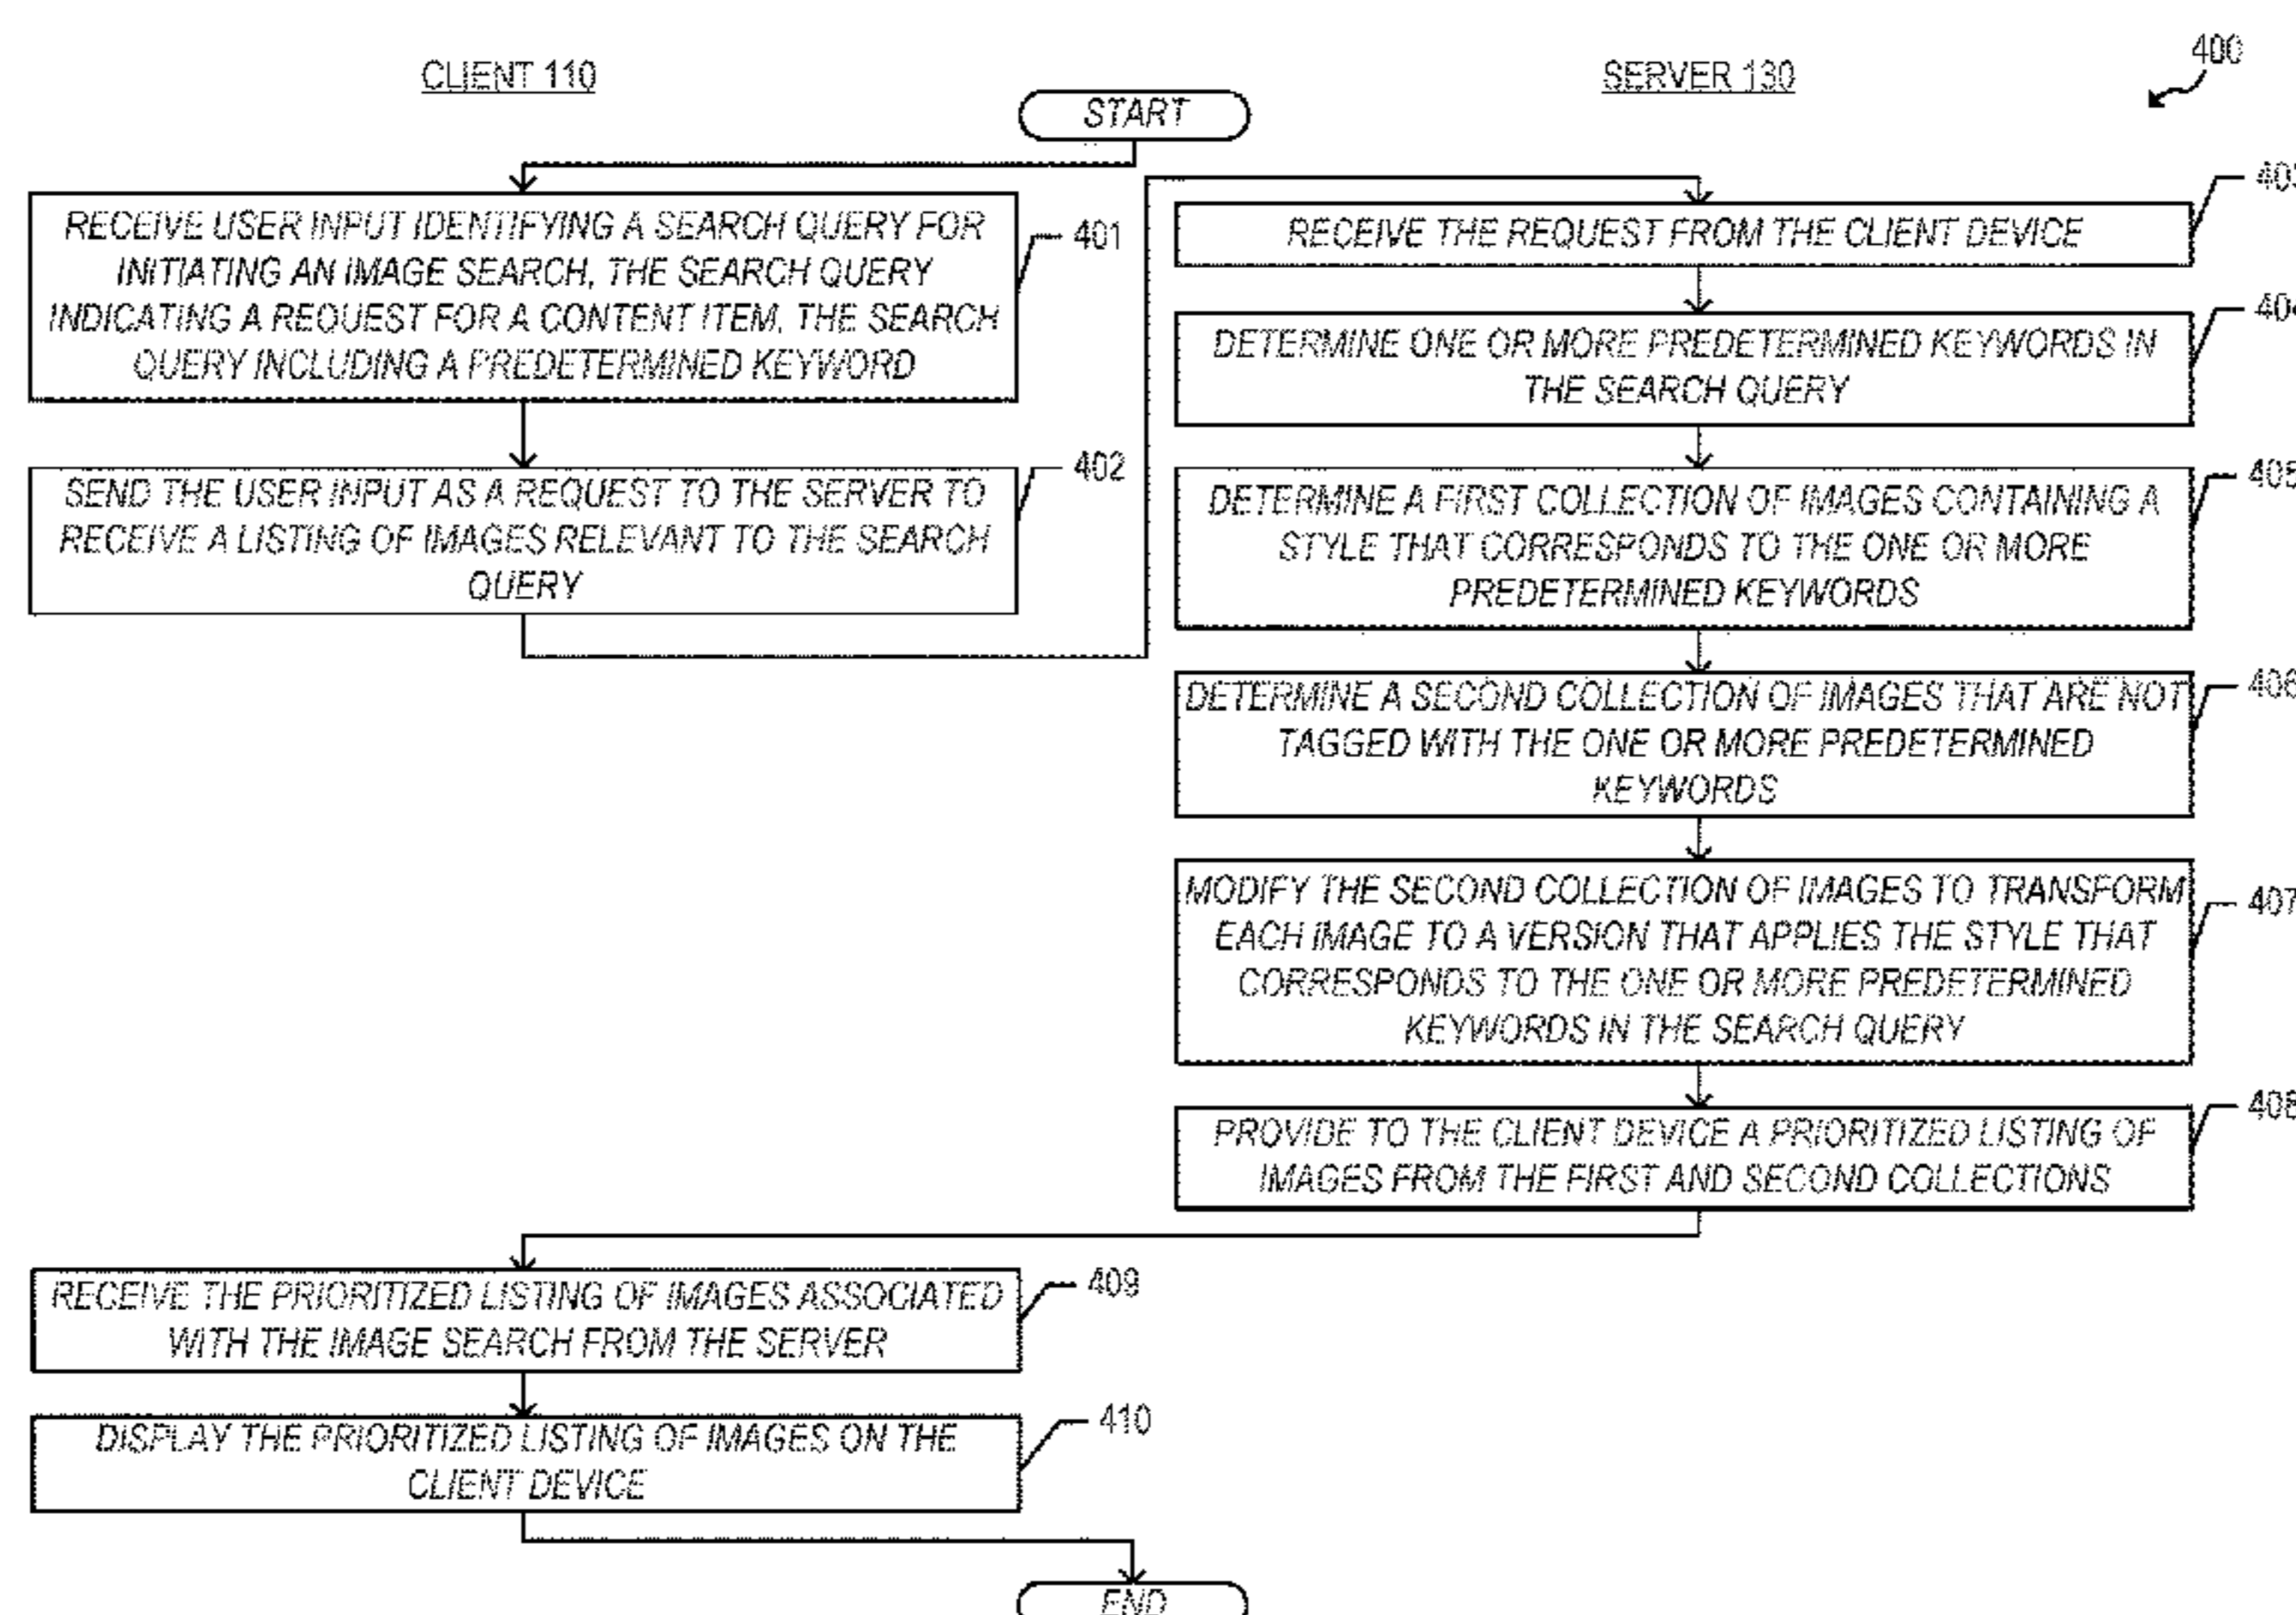 CLIENT 110
SERVER 130
400
START
RECEIVE USER INPUT IDENTIFYING A SEARCH QUERY FOR
INITIATING AN IMAGE SEARCH, THE SEARCH QUERY
INDICATING A REQUEST FOR A CONTENT ITEM, THE SEARCH
QUERY INCLUDING A PREDETERMINED KEYWORD
401
SEND THE USER INPUT AS A REQUEST TO THE SERVER TO
RECEIVE A LISTING OF IMAGES RELEVANT TO THE SEARCH
QUERY
402
RECEIVE THE REQUEST FROM THE CLIENT DEVICE
403
DETERMINE ONE OR MORE PREDETERMINED KEYWORDS IN
THE SEARCH QUERY
404
DETERMINE A FIRST COLLECTION OF IMAGES CONTAINING A
STYLE THAT CORRESPONDS TO THE ONE OR MORE
PREDETERMINED KEYWORDS
405
DETERMINE A SECOND COLLECTION OF IMAGES THAT ARE NOT
TAGGED WITH THE ONE OR MORE PREDETERMINED
KEYWORDS
406
MODIFY THE SECOND COLLECTION OF IMAGES TO TRANSFORM
EACH IMAGE TO A VERSION THAT APPLIES THE STYLE THAT
CORRESPONDS TO THE ONE OR MORE PREDETERMINED
KEYWORDS IN THE SEARCH QUERY
407
PROVIDE TO THE CLIENT DEVICE A PRIORITIZED LISTING OF
IMAGES FROM THE FIRST AND SECOND COLLECTIONS
408
RECEIVE THE PRIORITIZED LISTING OF IMAGES ASSOCIATED
WITH THE IMAGE SEARCH FROM THE SERVER
409
DISPLAY THE PRIORITIZED LISTING OF IMAGES ON THE
CLIENT DEVICE
410
END